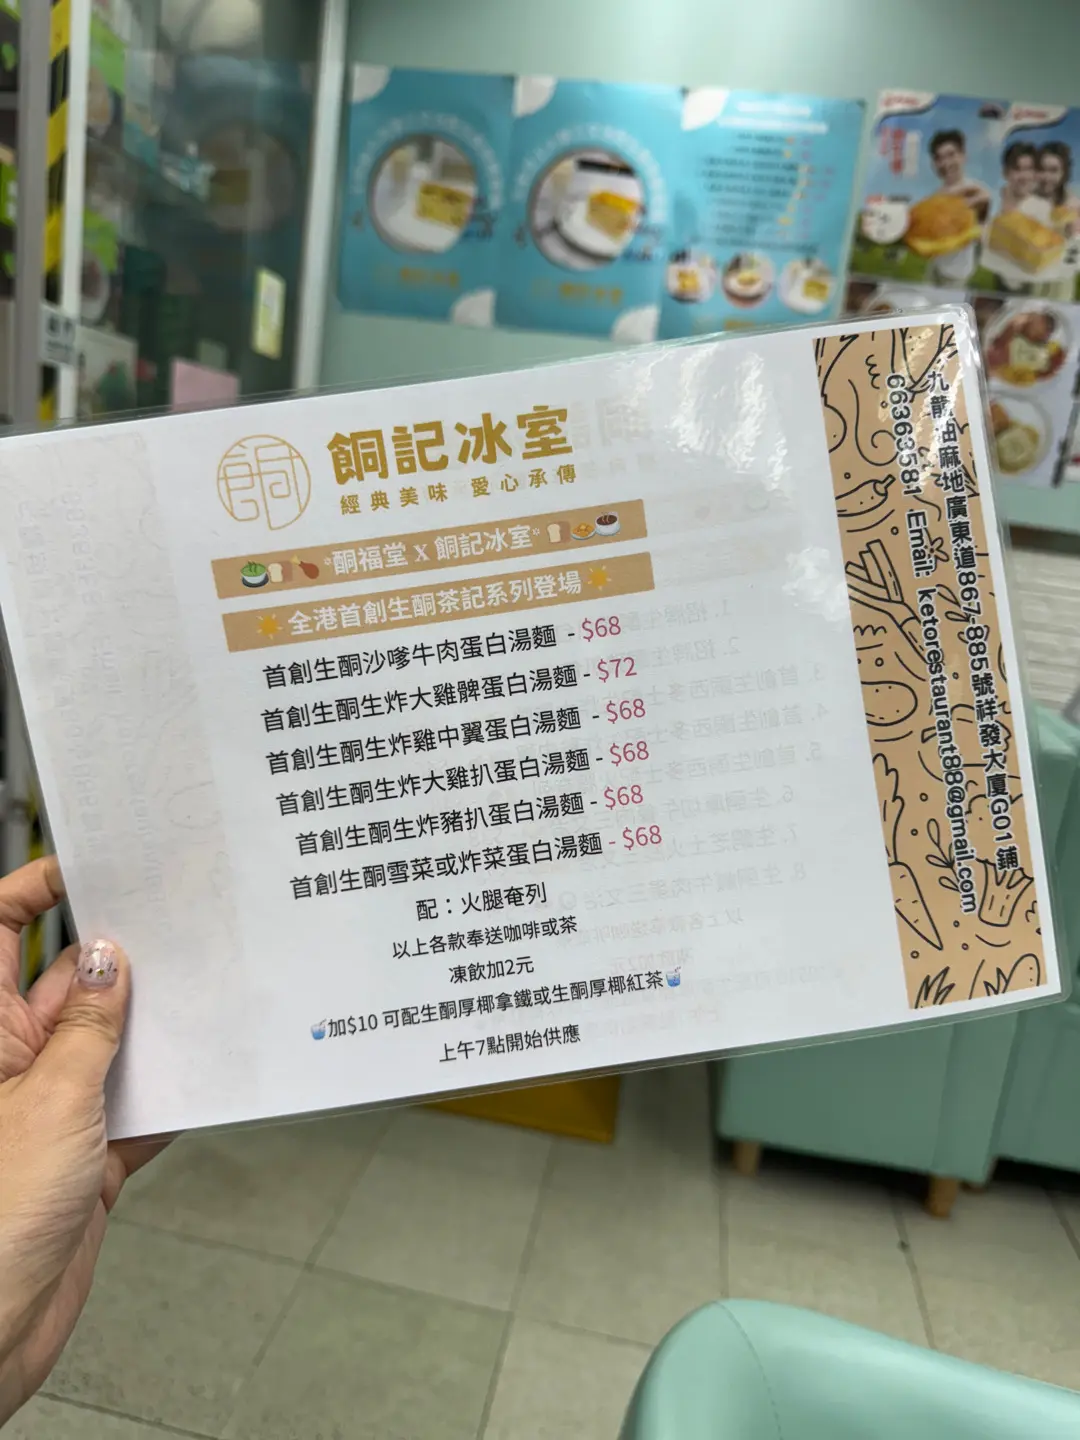 餇記冰室
經典美味 愛心承傳
酮福堂 X 餇記冰室
全港首創生酮茶記系列登場
首創生酮沙嗲牛肉蛋白湯麵 - $68
首創生酮生炸大雞髀蛋白湯麵 - $72
首創生酮生炸雞中翼蛋白湯麵 - $68
首創生酮生炸大雞扒蛋白湯麵 - $68
首創生酮生炸豬扒蛋白湯麵 - $68
首創生酮雪菜或炸菜蛋白湯麵 - $68
配：火腿奄列
以上各款奉送咖啡或茶
凍飲加2元
加$10 可配生酮厚椰拿鐵或生酮厚椰紅茶
上午7點開始供應
九龍油麻地廣東道867-885號祥發大廈G01鋪
66363581 Email: ketorestaurant88@gmail.com